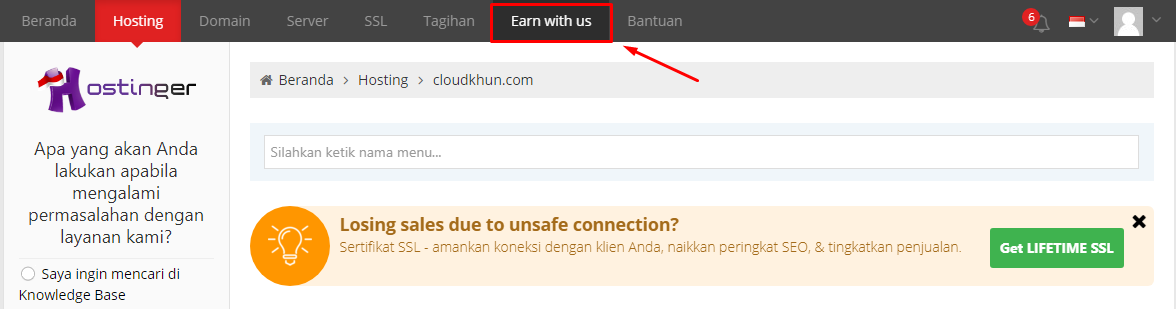 Beranda Hosting Domain Server SSL Tagihan Earn with us Bantuan 6
Hostinger
Apa yang akan Anda
lakukan apabila
mengalami
permasalahan dengan
layanan kami?
Saya ingin mencari di
Knowledge Base
Beranda > Hosting > cloudkhun.com
Silahkan ketik nama menu...
Losing sales due to unsafe connection?
Sertifikat SSL - amankan koneksi dengan klien Anda, naikkan peringkat SEO, & tingkatkan penjualan.
Get LIFETIME SSL